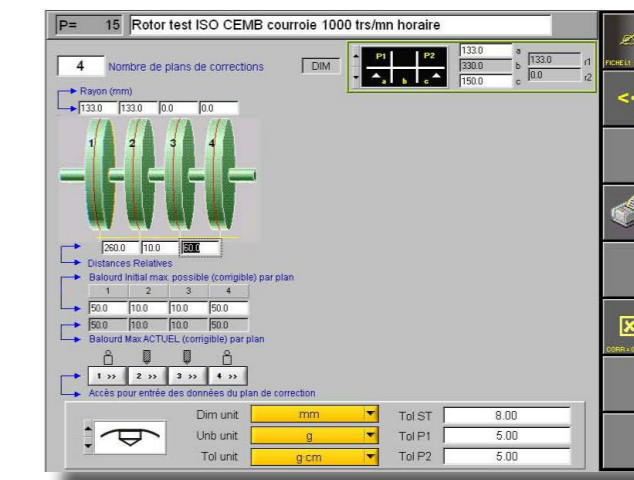 P= 15 Rotor test ISO CEMB courroie 1000 trs/mn horaire
4 Nombre de plans de corrections DIM
P1 P2
a b c
133.0 a
330.0 b
150.0 c
133.0 r1
0.0 r2
Rayon (mm)
133.0 133.0 0.0 0.0
1 2 3 4
260.0 10.0 60.0
Distances Relatives
Balourd Initial max. possible (corrigible) par plan
1 2 3 4
50.0 10.0 10.0 50.0
50.0 10.0 10.0 50.0
Balourd Max ACTUEL (corrigible) par plan
1 >> 2 >> 3 >> 4 >>
Accès pour entrée des données du plan de correction
Dim unit mm Tol ST 8.00
Unb unit g Tol P1 5.00
Tol unit g·cm Tol P2 5.00